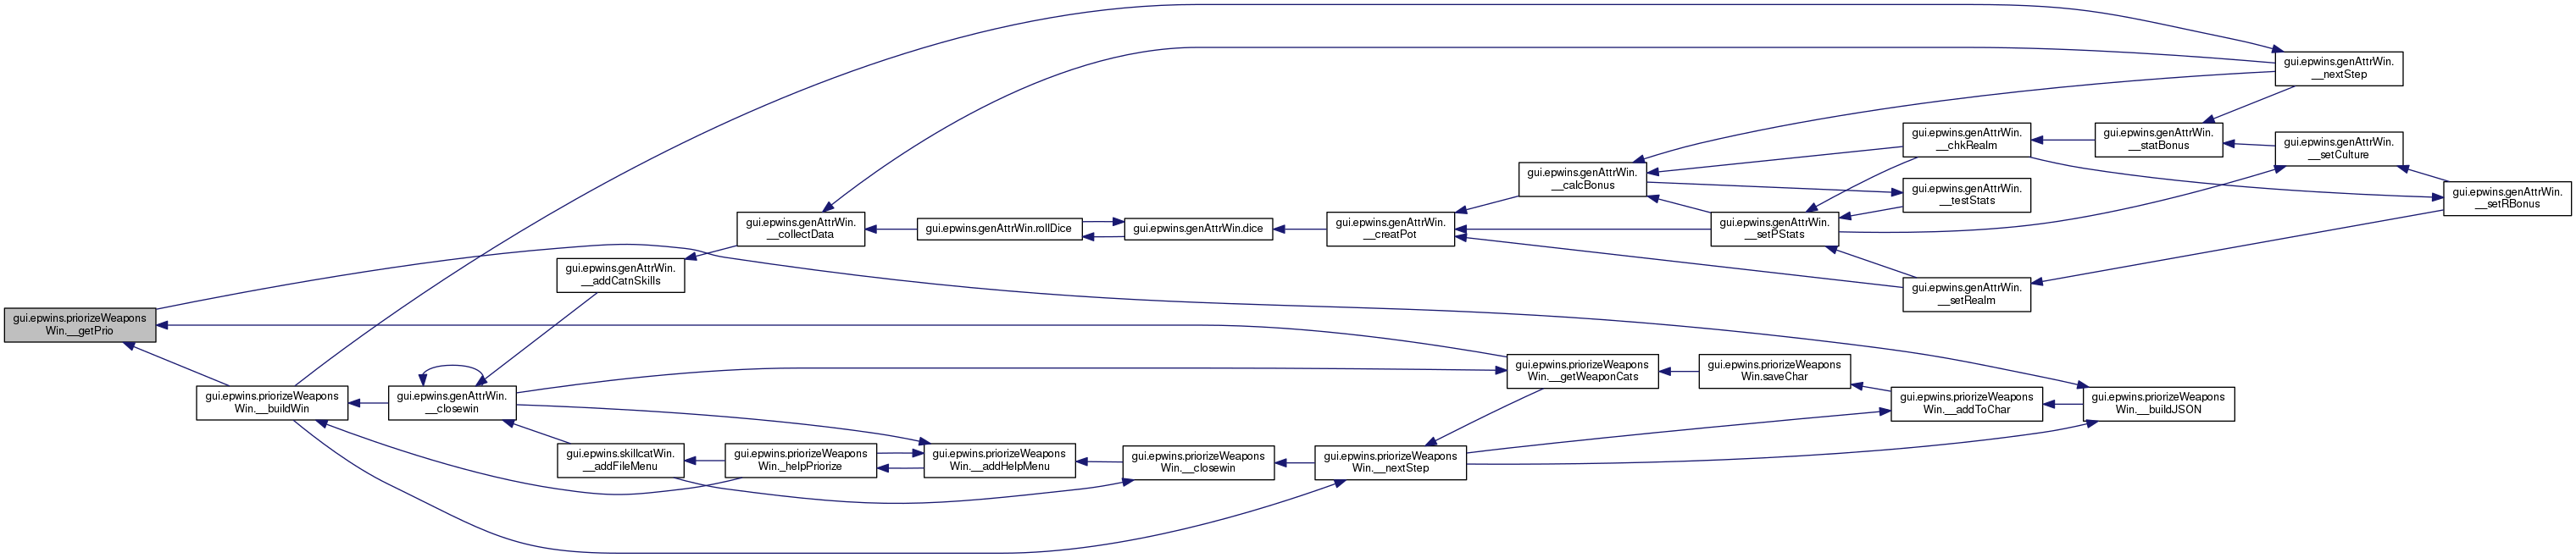 gui.epwins.priorizeWeapons
Win.__getPrio
gui.epwins.priorizeWeapons
Win.__buildWin
gui.epwins.genAttrWin.
__closewin
gui.epwins.genAttrWin.
__addCatnSkills
gui.epwins.skillcatWin.
__addFileMenu
gui.epwins.genAttrWin.
__collectData
gui.epwins.priorizeWeapons
Win._helpPriorize
gui.epwins.genAttrWin.rollDice
gui.epwins.priorizeWeapons
Win.__addHelpMenu
gui.epwins.genAttrWin.dice
gui.epwins.priorizeWeapons
Win.__closewin
gui.epwins.genAttrWin.
__creatPot
gui.epwins.priorizeWeapons
Win.__nextStep
gui.epwins.genAttrWin.
__calcBonus
gui.epwins.priorizeWeapons
Win.__getWeaponCats
gui.epwins.genAttrWin.
__setPStats
gui.epwins.priorizeWeapons
Win.saveChar
gui.epwins.genAttrWin.
__chkRealm
gui.epwins.genAttrWin.
__testStats
gui.epwins.genAttrWin.
__setRealm
gui.epwins.priorizeWeapons
Win.__addToChar
gui.epwins.genAttrWin.
__statBonus
gui.epwins.priorizeWeapons
Win.__buildJSON
gui.epwins.genAttrWin.
__nextStep
gui.epwins.genAttrWin.
__setCulture
gui.epwins.genAttrWin.
__setRBonus